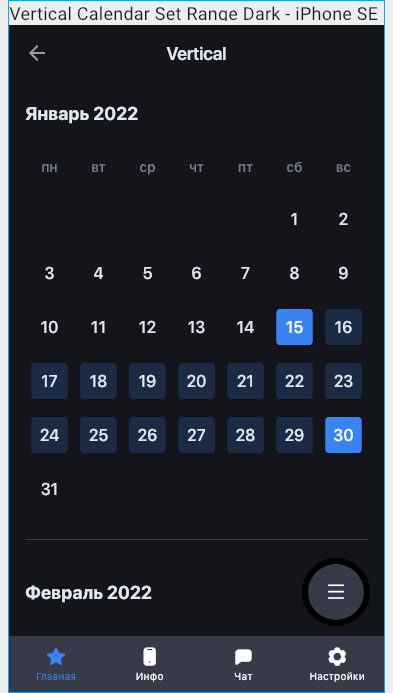 Vertical Calendar Set Range Dark - iPhone SE
Vertical
Январь 2022
пн вт ср чт пт сб вс
1 2
3 4 5 6 7 8 9
10 11 12 13 14 15 16
17 18 19 20 21 22 23
24 25 26 27 28 29 30
31
Февраль 2022
Главная Инфо Чат Настройки